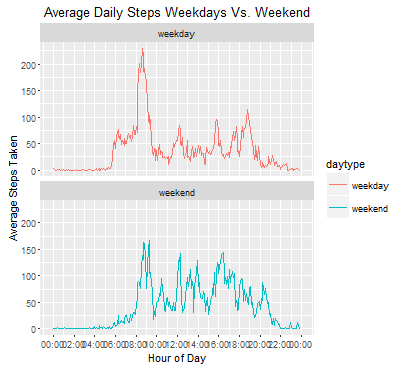 Average Daily Steps Weekdays Vs. Weekend
weekday
200
150
100
50
0
weekend
200
150
100
50
0
00:00 02:00 04:00 06:00 08:00 10:00 12:00 14:00 16:00 18:00 20:00 22:00 00:00
Hour of Day
Average Steps Taken
daytype
weekday
weekend